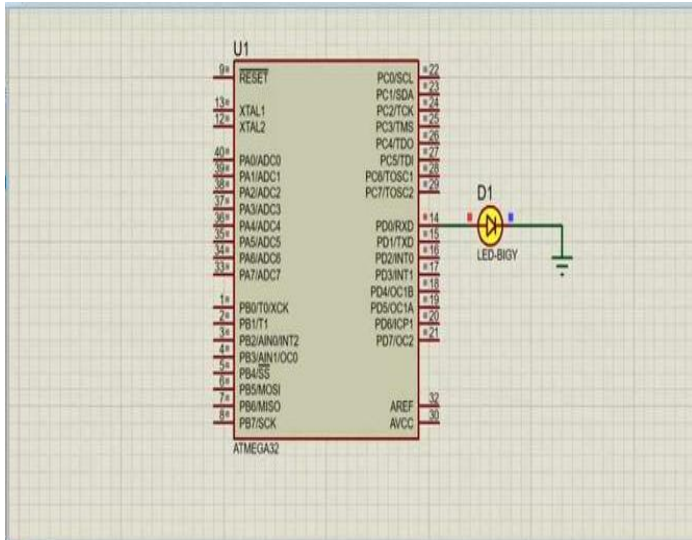 U1
9 RESET
13 XTAL1
12 XTAL2
40 PA0/ADC0
39 PA1/ADC1
38 PA2/ADC2
37 PA3/ADC3
36 PA4/ADC4
35 PA5/ADC5
34 PA6/ADC6
33 PA7/ADC7
1 PB0/T0/XCK
2 PB1/T1
3 PB2/AIN0/INT2
4 PB3/AIN1/OC0
5 PB4/SS
6 PB5/MOSI
7 PB6/MISO
8 PB7/SCK
PC0/SCL 22
PC1/SDA 23
PC2/TCK 24
PC3/TMS 25
PC4/TDO 26
PC5/TDI 27
PC6/TOSC1 28
PC7/TOSC2 29
PD0/RXD 14
PD1/TXD 15
PD2/INT0 16
PD3/INT1 17
PD4/OC1B 18
PD5/OC1A 19
PD6/ICP1 20
PD7/OC2 21
AREF 32
AVCC 30
ATMEGA32
D1
LED-BIGY